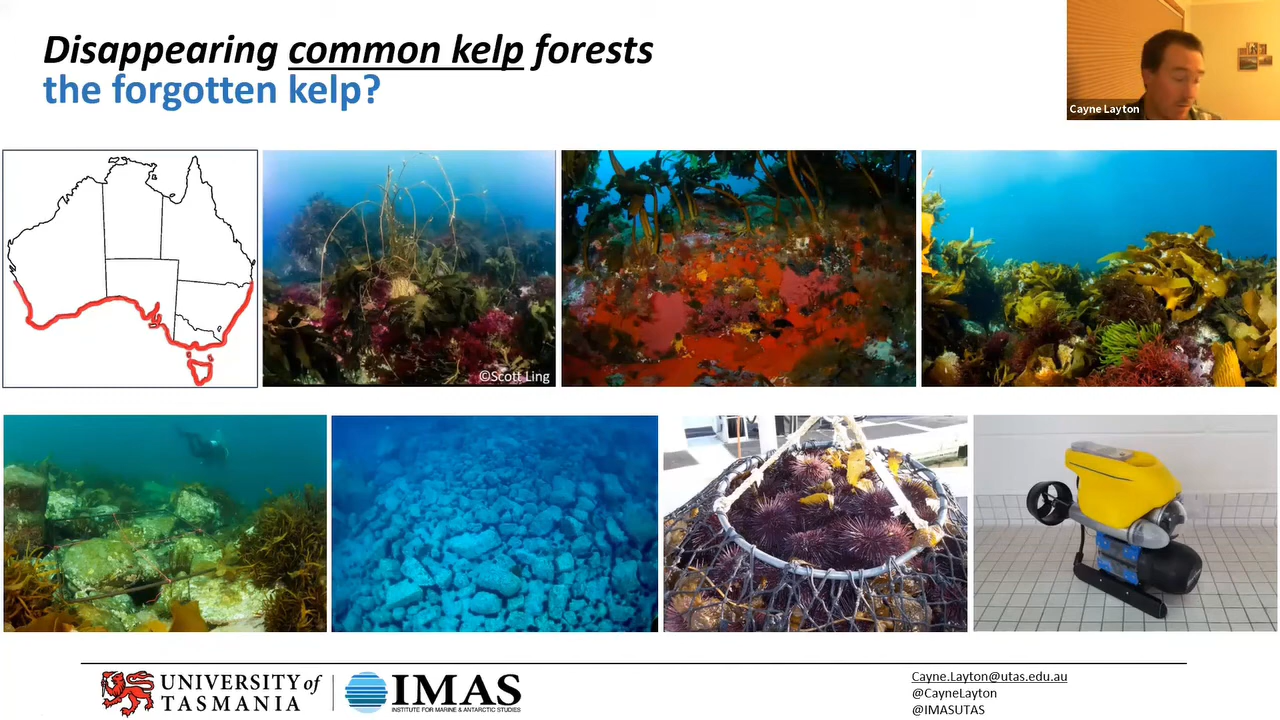 Disappearing common kelp forests
the forgotten kelp?
Cayne Layton
©Scott Ling
UNIVERSITY of
TASMANIA
IMAS
INSTITUTE FOR MARINE & ANTARCTIC STUDIES
Cayne.Layton@utas.edu.au
@CayneLayton
@IMASUTAS